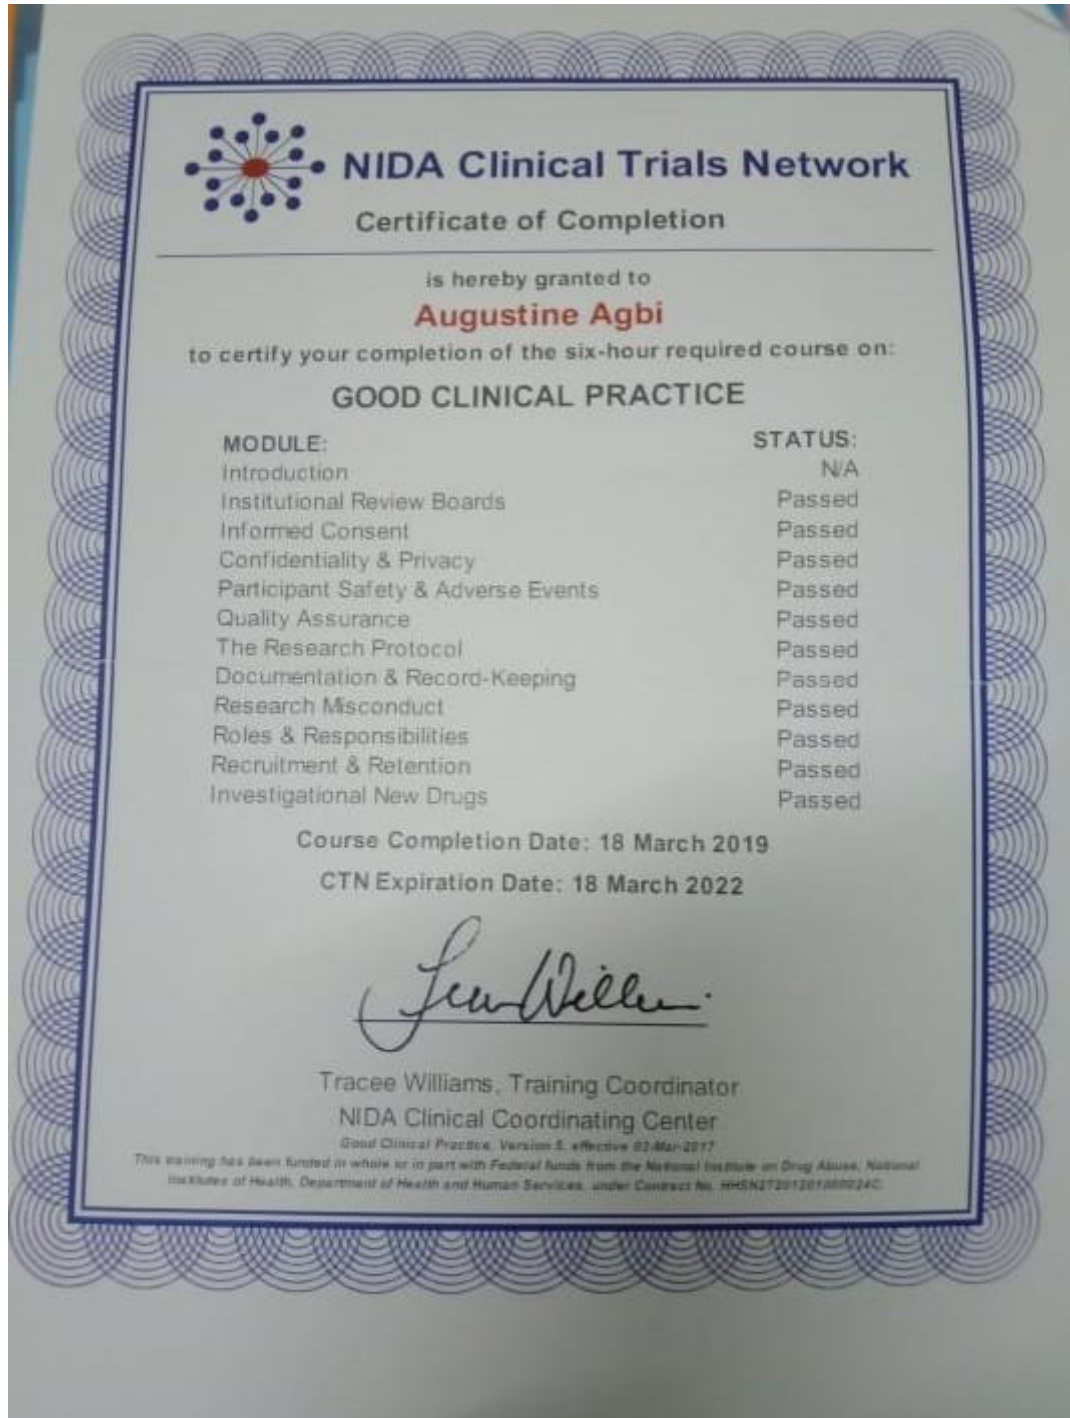 NIDA Clinical Trials Network
Certificate of Completion
is hereby granted to
Augustine Agbi
to certify your completion of the six-hour required course on:
GOOD CLINICAL PRACTICE
MODULE: STATUS:
Introduction N/A
Institutional Review Boards Passed
Informed Consent Passed
Confidentiality & Privacy Passed
Participant Safety & Adverse Events Passed
Quality Assurance Passed
The Research Protocol Passed
Documentation & Record-Keeping Passed
Research Misconduct Passed
Roles & Responsibilities Passed
Recruitment & Retention Passed
Investigational New Drugs Passed
Course Completion Date: 18 March 2019
CTN Expiration Date: 18 March 2022
Tracee Williams, Training Coordinator
NIDA Clinical Coordinating Center
Good Clinical Practice, Version 5, effective 03-Mar-2017
This training has been funded in whole or in part with Federal funds from the National Institute on Drug Abuse, National
Institutes of Health, Department of Health and Human Services, under Contract No.